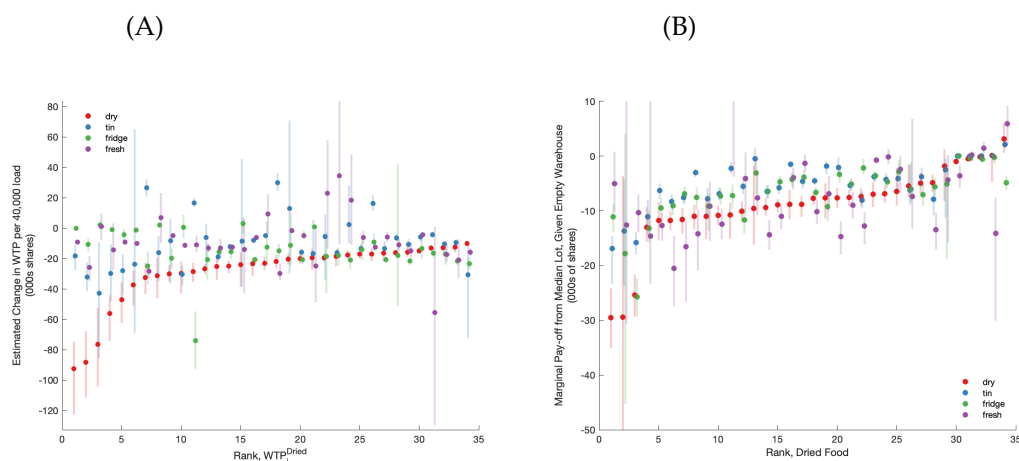 (A)
(B)
Estimated Change in WTP per 40,000 load
(000s shares)
80
60
40
20
0
-20
-40
-60
-80
-100
-120
dry
tin
fridge
fresh
0 5 10 15 20 25 30 35
Rank, WTP_i^Dried
Marginal Pay-off from Median Lot, Given Empty Warehouse
(000s of shares)
10
0
-10
-20
-30
-40
-50
dry
tin
fridge
fresh
0 5 10 15 20 25 30 35
Rank, Dried Food